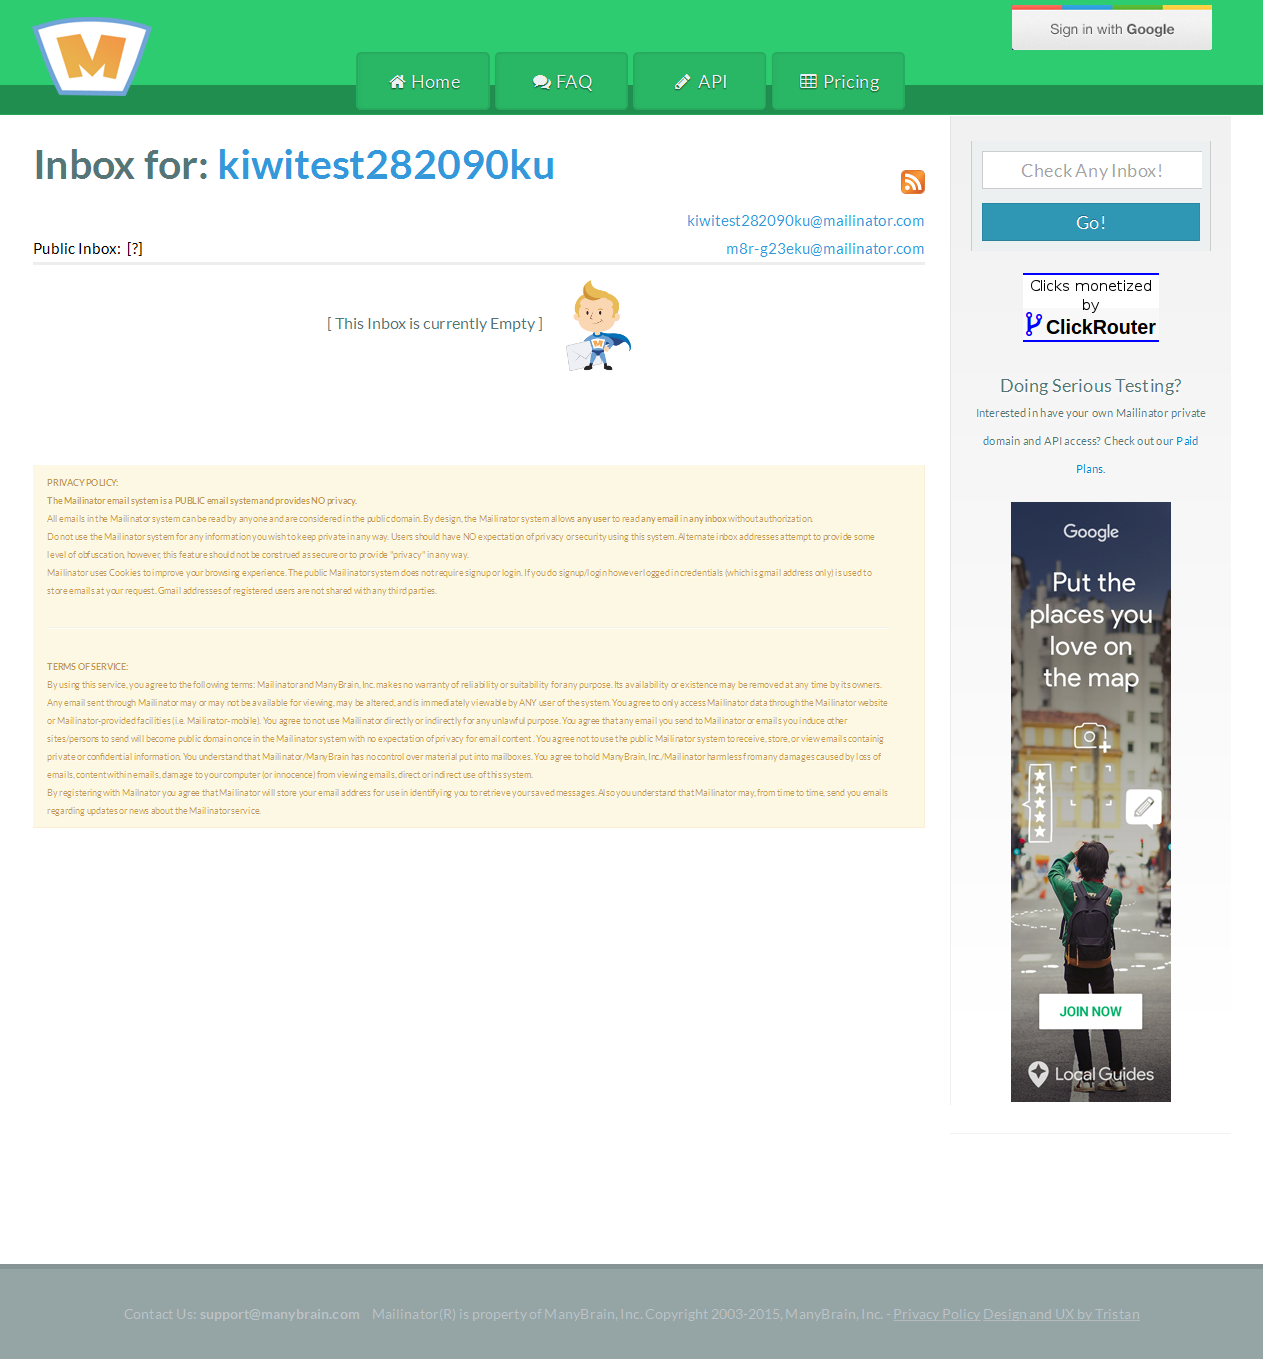 M
Sign in with Google
Home
FAQ
API
Pricing
Inbox for: kiwitest282090ku
kiwitest282090ku@mailinator.com
Public Inbox: [?]
m8r-g23eku@mailinator.com
[ This Inbox is currently Empty ]
M
PRIVACY POLICY:
The Mailinator email system is a PUBLIC email system and provides NO privacy.
All emails in the Mailinator system can be read by anyone and are considered in the public domain. By design, the Mailinator system allows any user to read any email in any inbox without authorization.
Do not use the Mailinator system for any information you wish to keep private in any way. Users should have NO expectation of privacy or security using this system. Alternate inbox addresses attempt to provide some
level of obfuscation, however, this feature should not be construed as secure or to provide "privacy" in any way.
Mailinator uses Cookies to improve your browsing experience. The public Mailinator system does not require signup or login. If you do signup/login however logged in credentials (which is gmail address only) is used to
store emails at your request. Gmail addresses of registered users are not shared with any third parties.
TERMS OF SERVICE:
By using this service, you agree to the following terms: Mailinator and ManyBrain, Inc. makes no warranty of reliability or suitability for any purpose. Its availability or existence may be removed at any time by its owners.
Any email sent through Mailinator may or may not be available for viewing, may be altered, and is immediately viewable by ANY user of the system. You agree to only access Mailinator data through the Mailinator website
or Mailinator-provided facilities (i.e. Mailinator-mobile). You agree to not use Mailinator directly or indirectly for any unlawful purpose. You agree that any email you send to Mailinator or emails you induce other
sites/persons to send will become public domain once in the Mailinator system with no expectation of privacy for email content . You agree not to use the public Mailinator system to receive, store, or view emails containig
private or confidential information. You understand that Mailinator/ManyBrain has no control over material put into mailboxes. You agree to hold ManyBrain, Inc./Mailinator harmless from any damages caused by loss of
emails, content within emails, damage to your computer (or innocence) from viewing emails, direct or indirect use of this system.
By registering with Mailnator you agree that Mailinator will store your email address for use in identifying you to retrieve your saved messages. Also you understand that Mailinator may, from time to time, send you emails
regarding updates or news about the Mailinator service.
Check Any Inbox!
Go!
Clicks monetized
by
ClickRouter
Doing Serious Testing?
Interested in have your own Mailinator private
domain and API access? Check out our Paid
Plans.
Google
Put the
places you
love on
the map
JOIN NOW
Local Guides
Contact Us: support@manybrain.com Mailinator(R) is property of ManyBrain, Inc. Copyright 2003-2015, ManyBrain, Inc. - Privacy Policy Design and UX by Tristan